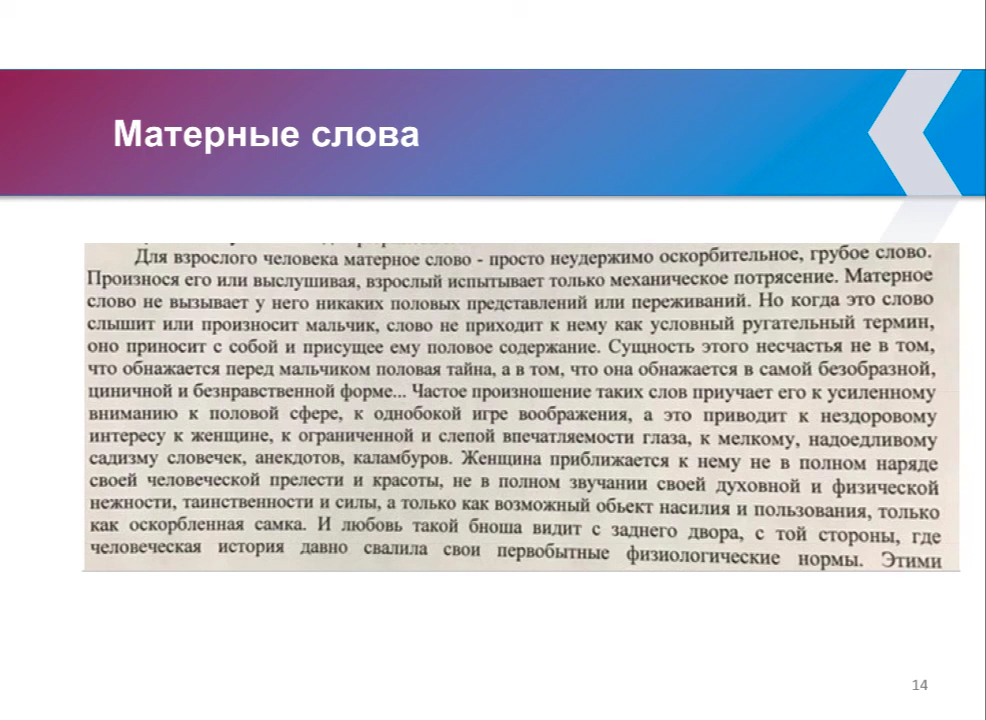 Матерные слова
Для взрослого человека матерное слово - просто неудержимо оскорбительное, грубое слово.
Произнося его или выслушивая, взрослый испытывает только механическое потрясение. Матерное
слово не вызывает у него никаких половых представлений или переживаний. Но когда это слово
слышит или произносит мальчик, слово не приходит к нему как условный ругательный термин,
оно приносит с собой и присущее ему половое содержание. Сущность этого несчастья не в том,
что обнажается перед мальчиком половая тайна, а в том, что она обнажается в самой безобразной,
циничной и безнравственной форме... Частое произношение таких слов приучает его к усиленному
вниманию к половой сфере, к однобокой игре воображения, а это приводит к нездоровому
интересу к женщине, к ограниченной и слепой впечатляемости глаза, к мелкому, надоедливому
садизму словечек, анекдотов, каламбуров. Женщина приближается к нему не в полном наряде
своей человеческой прелести и красоты, не в полном звучании своей духовной и физической
нежности, таинственности и силы, а только как возможный обьект насилия и пользования, только
как оскорбленная самка. И любовь такой бноша видит с заднего двора, с той стороны, где
человеческая история давно свалила свои первобытные физиологические нормы. Этими
14